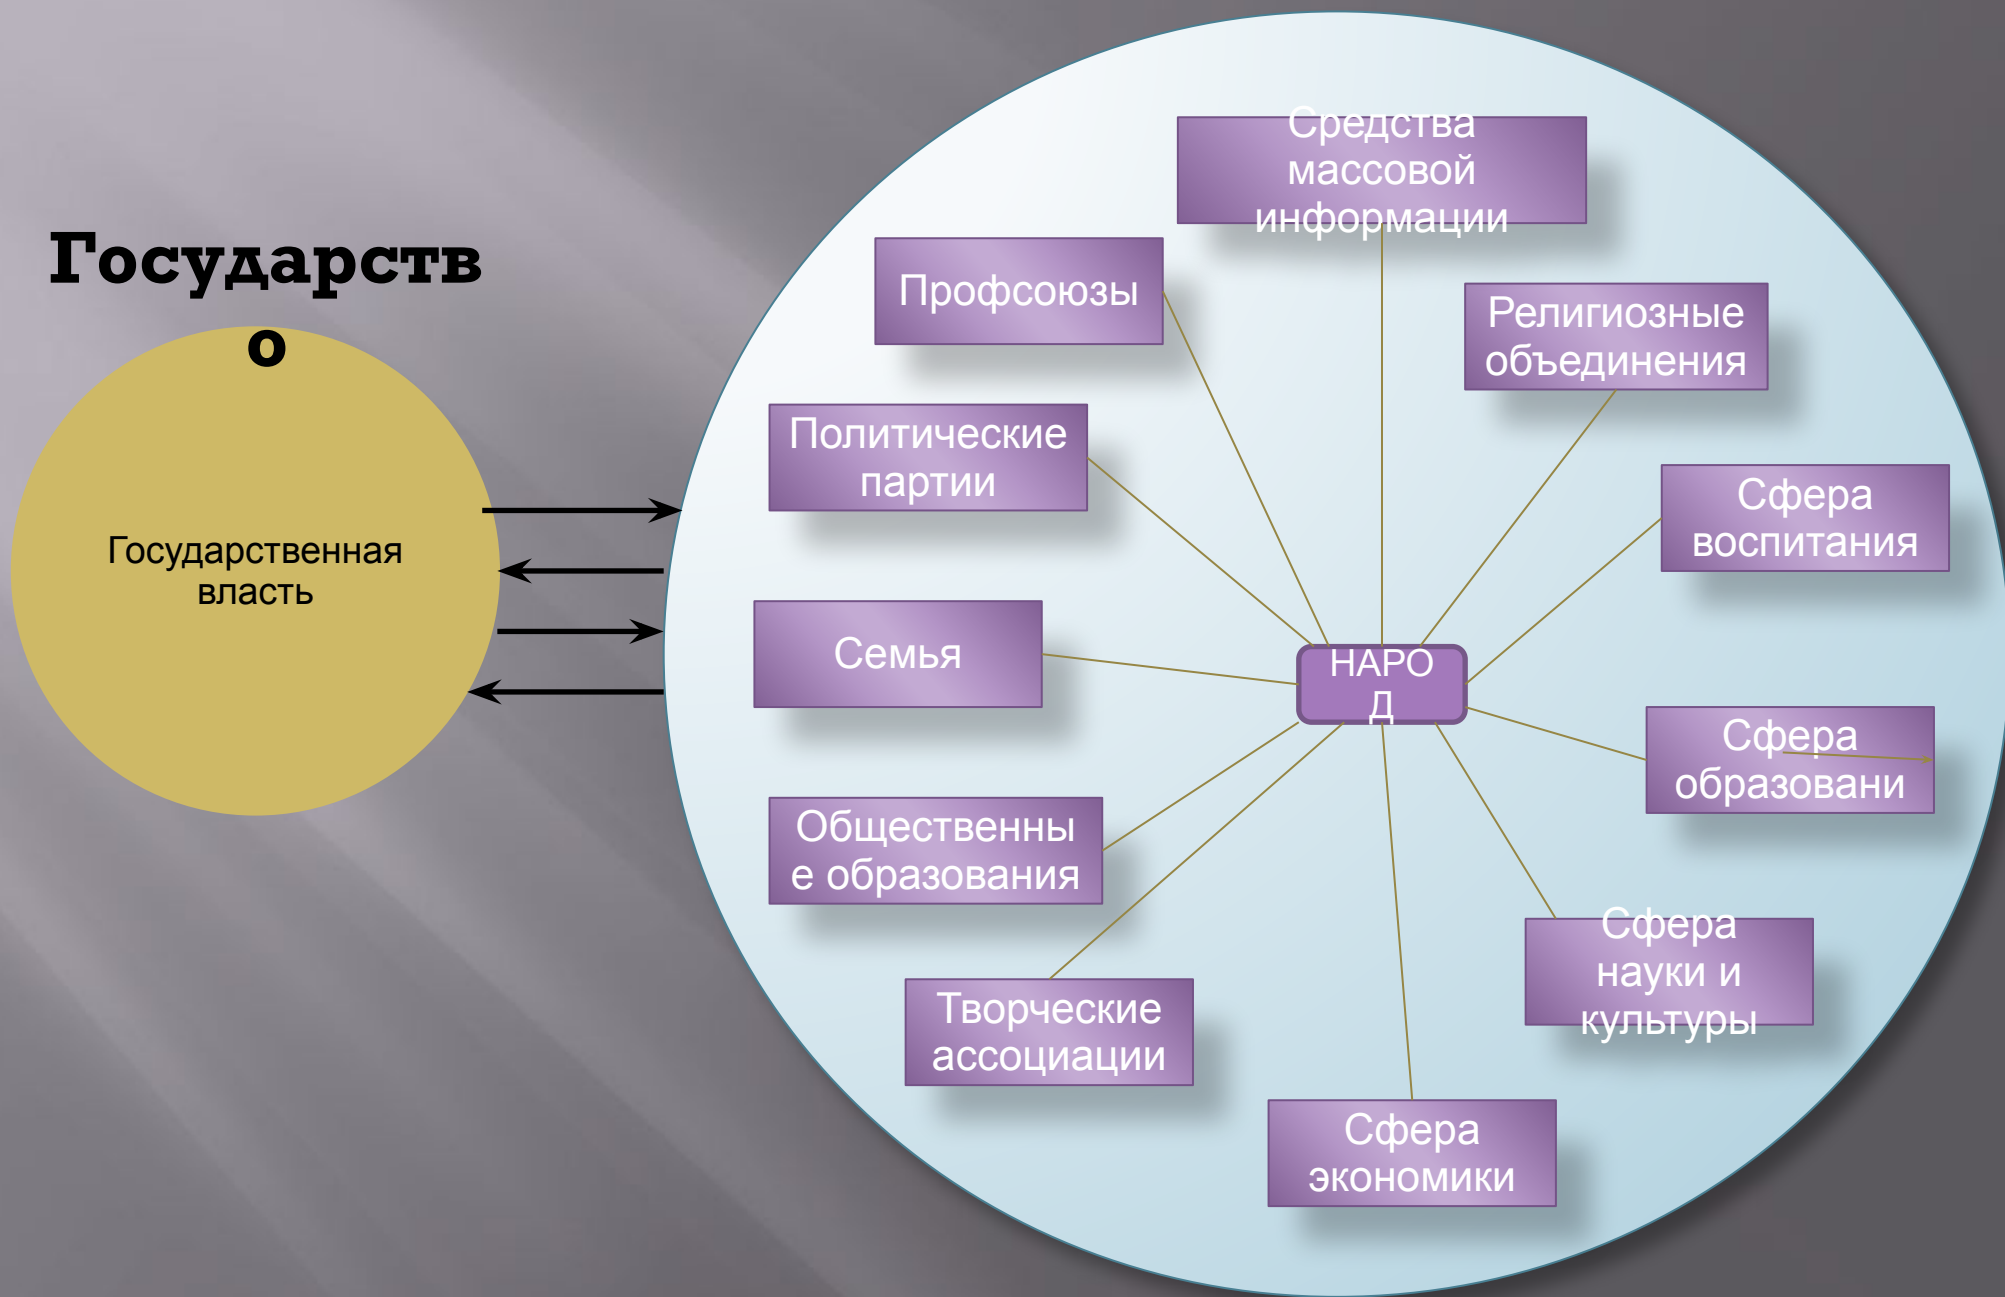 Государств
о
Государственная
власть
Средства
массовой
информации
Профсоюзы
Религиозные
объединения
Политические
партии
Сфера
воспитания
Семья
НАРО
Д
Сфера
образовани
Общественны
е образования
Сфера
науки и
культуры
Творческие
ассоциации
Сфера
экономики